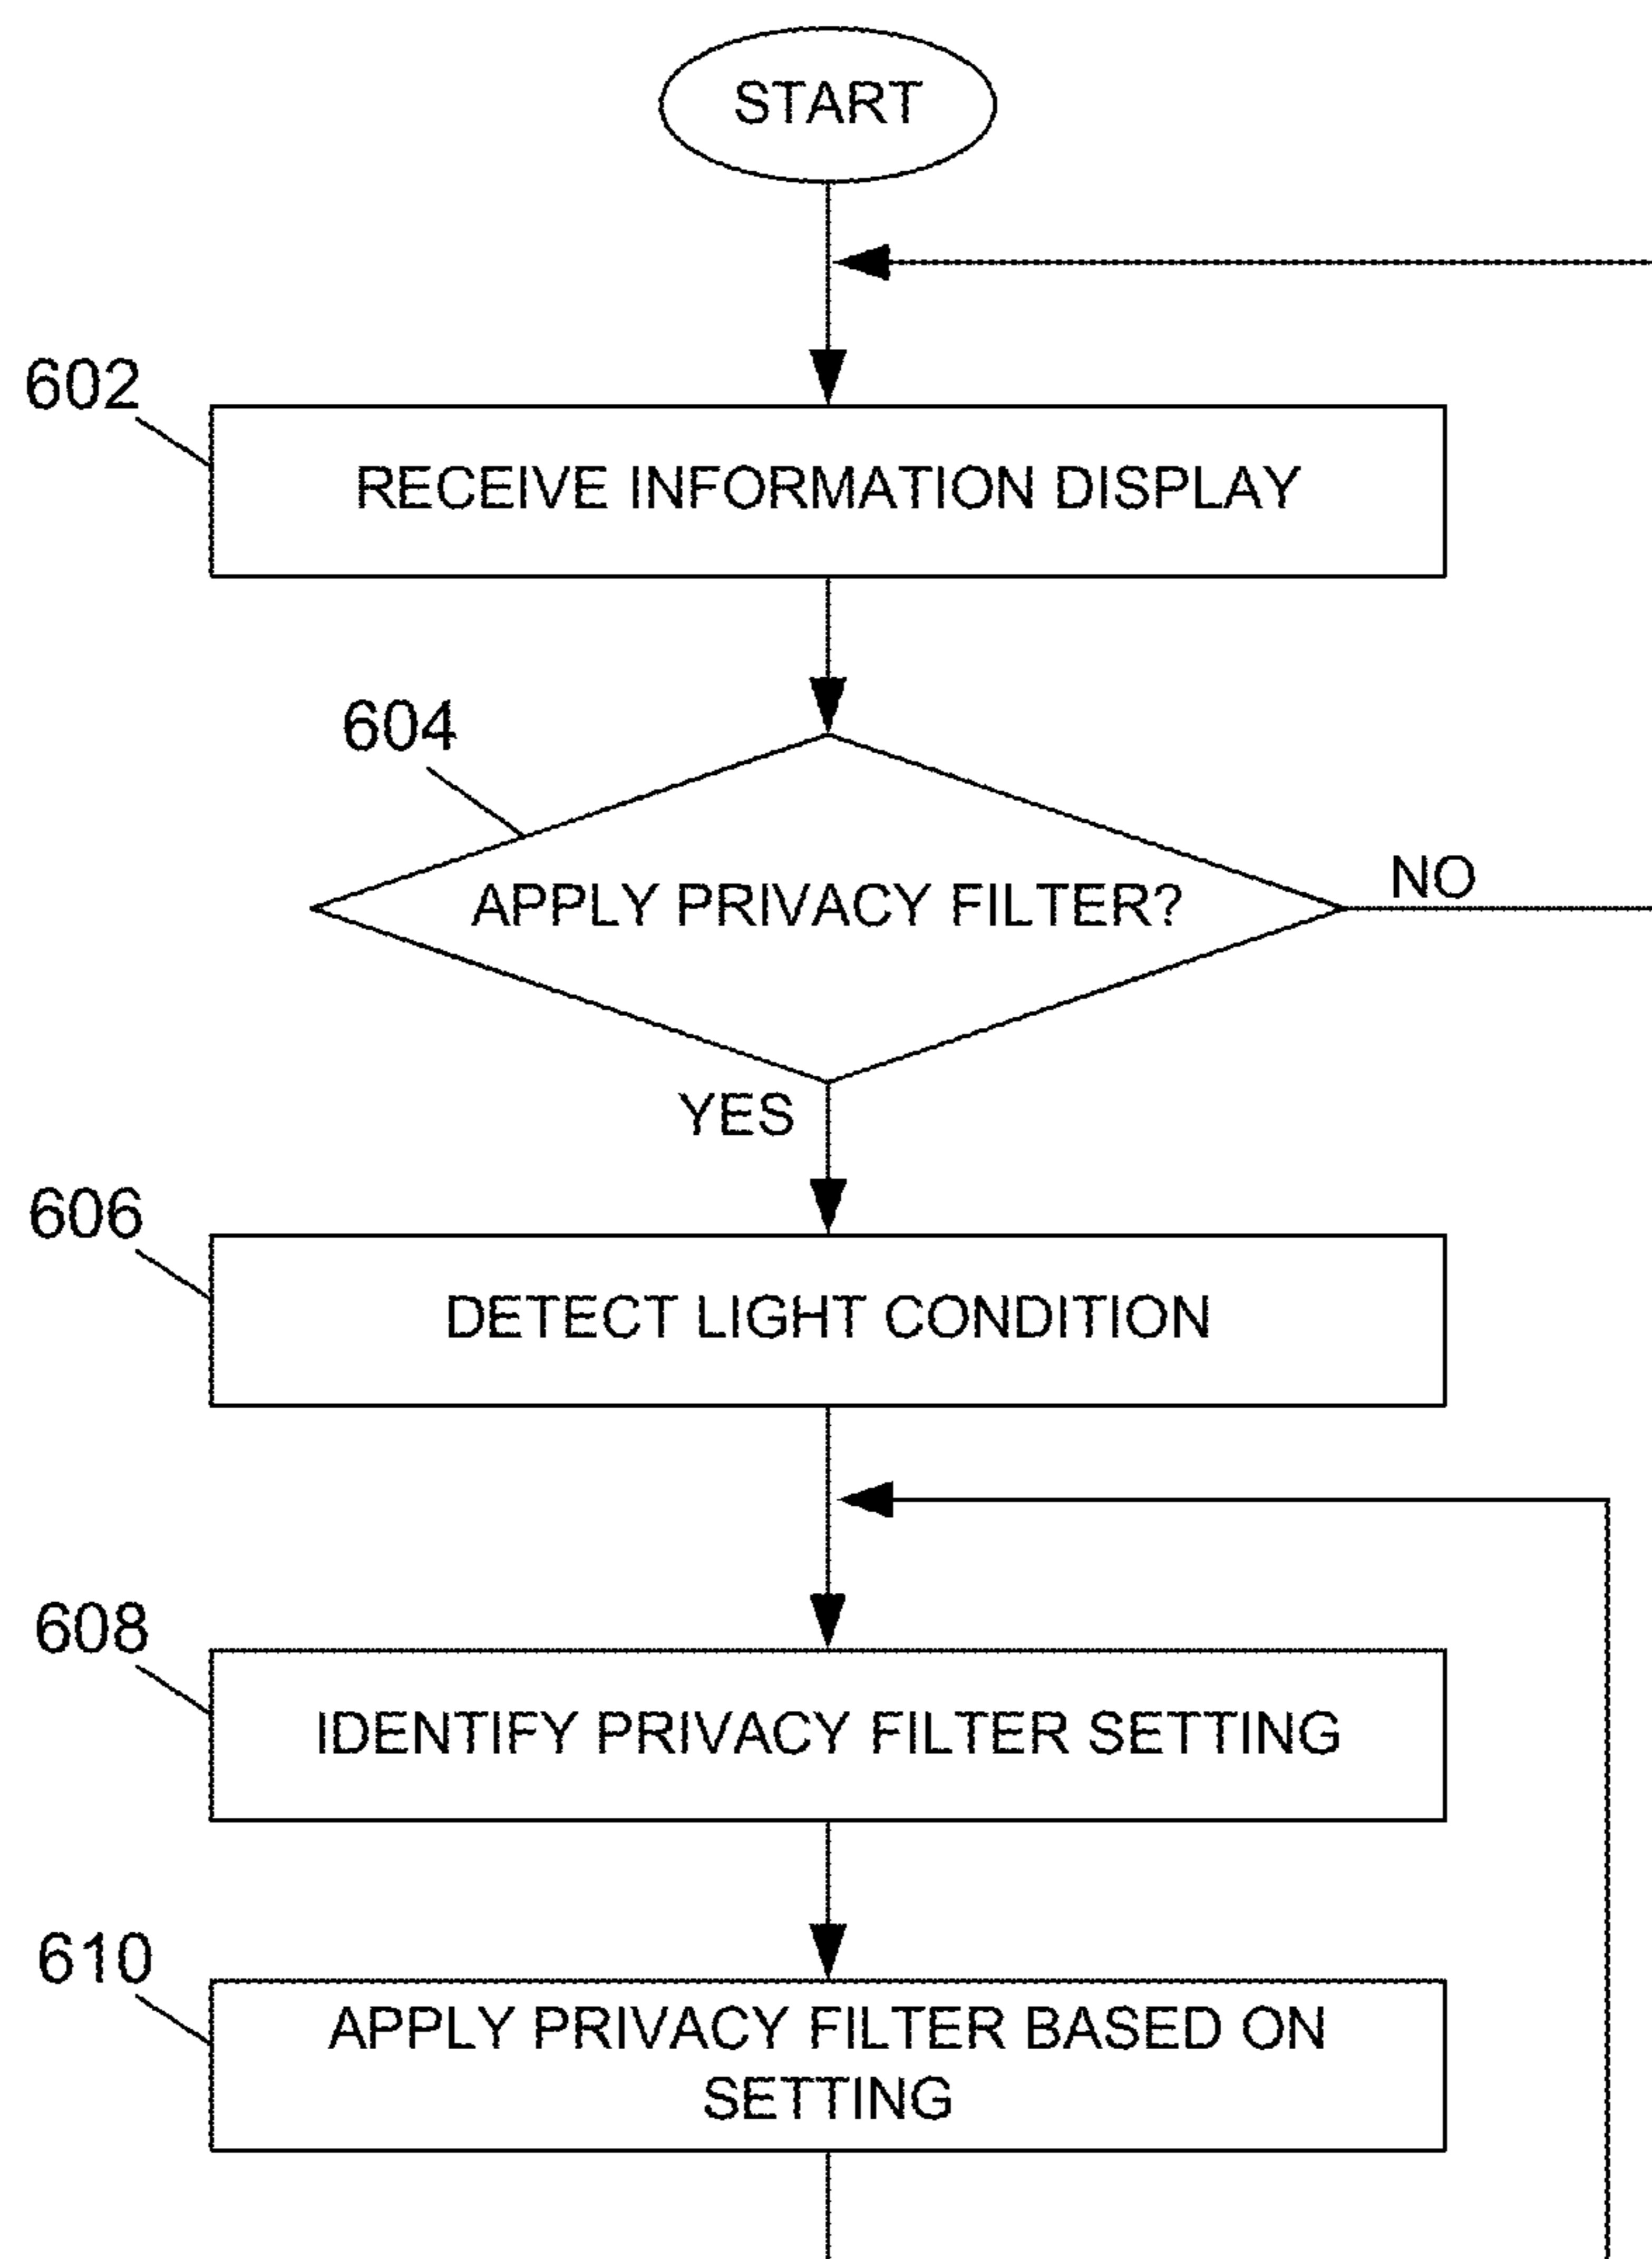 START
602
RECEIVE INFORMATION DISPLAY
604
APPLY PRIVACY FILTER?
NO
YES
606
DETECT LIGHT CONDITION
608
IDENTIFY PRIVACY FILTER SETTING
610
APPLY PRIVACY FILTER BASED ON
SETTING